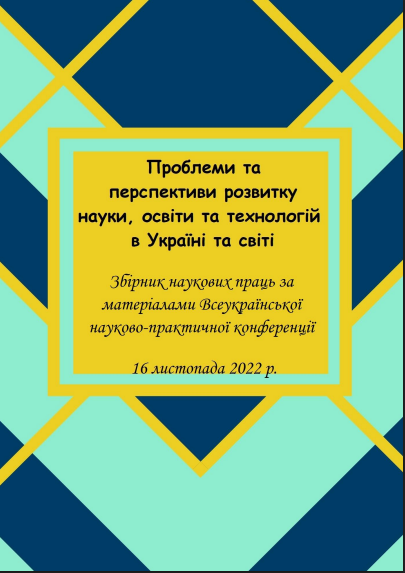 Проблеми та
перспективи розвитку
науки, освіти та технологій
в Україні та світі
Збірник наукових праць за
матеріалами Всеукраїнської
науково-практичної конференції
16 листопада 2022 р.